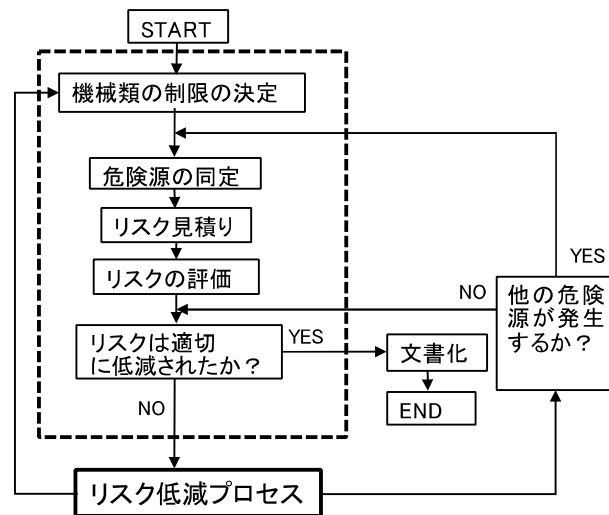 START
機械類の制限の決定
危険源の同定
リスク見積り
リスクの評価
リスクは適切
に低減されたか？
YES
NO
文書化
END
リスク低減プロセス
他の危険
源が発生
するか？
YES
NO